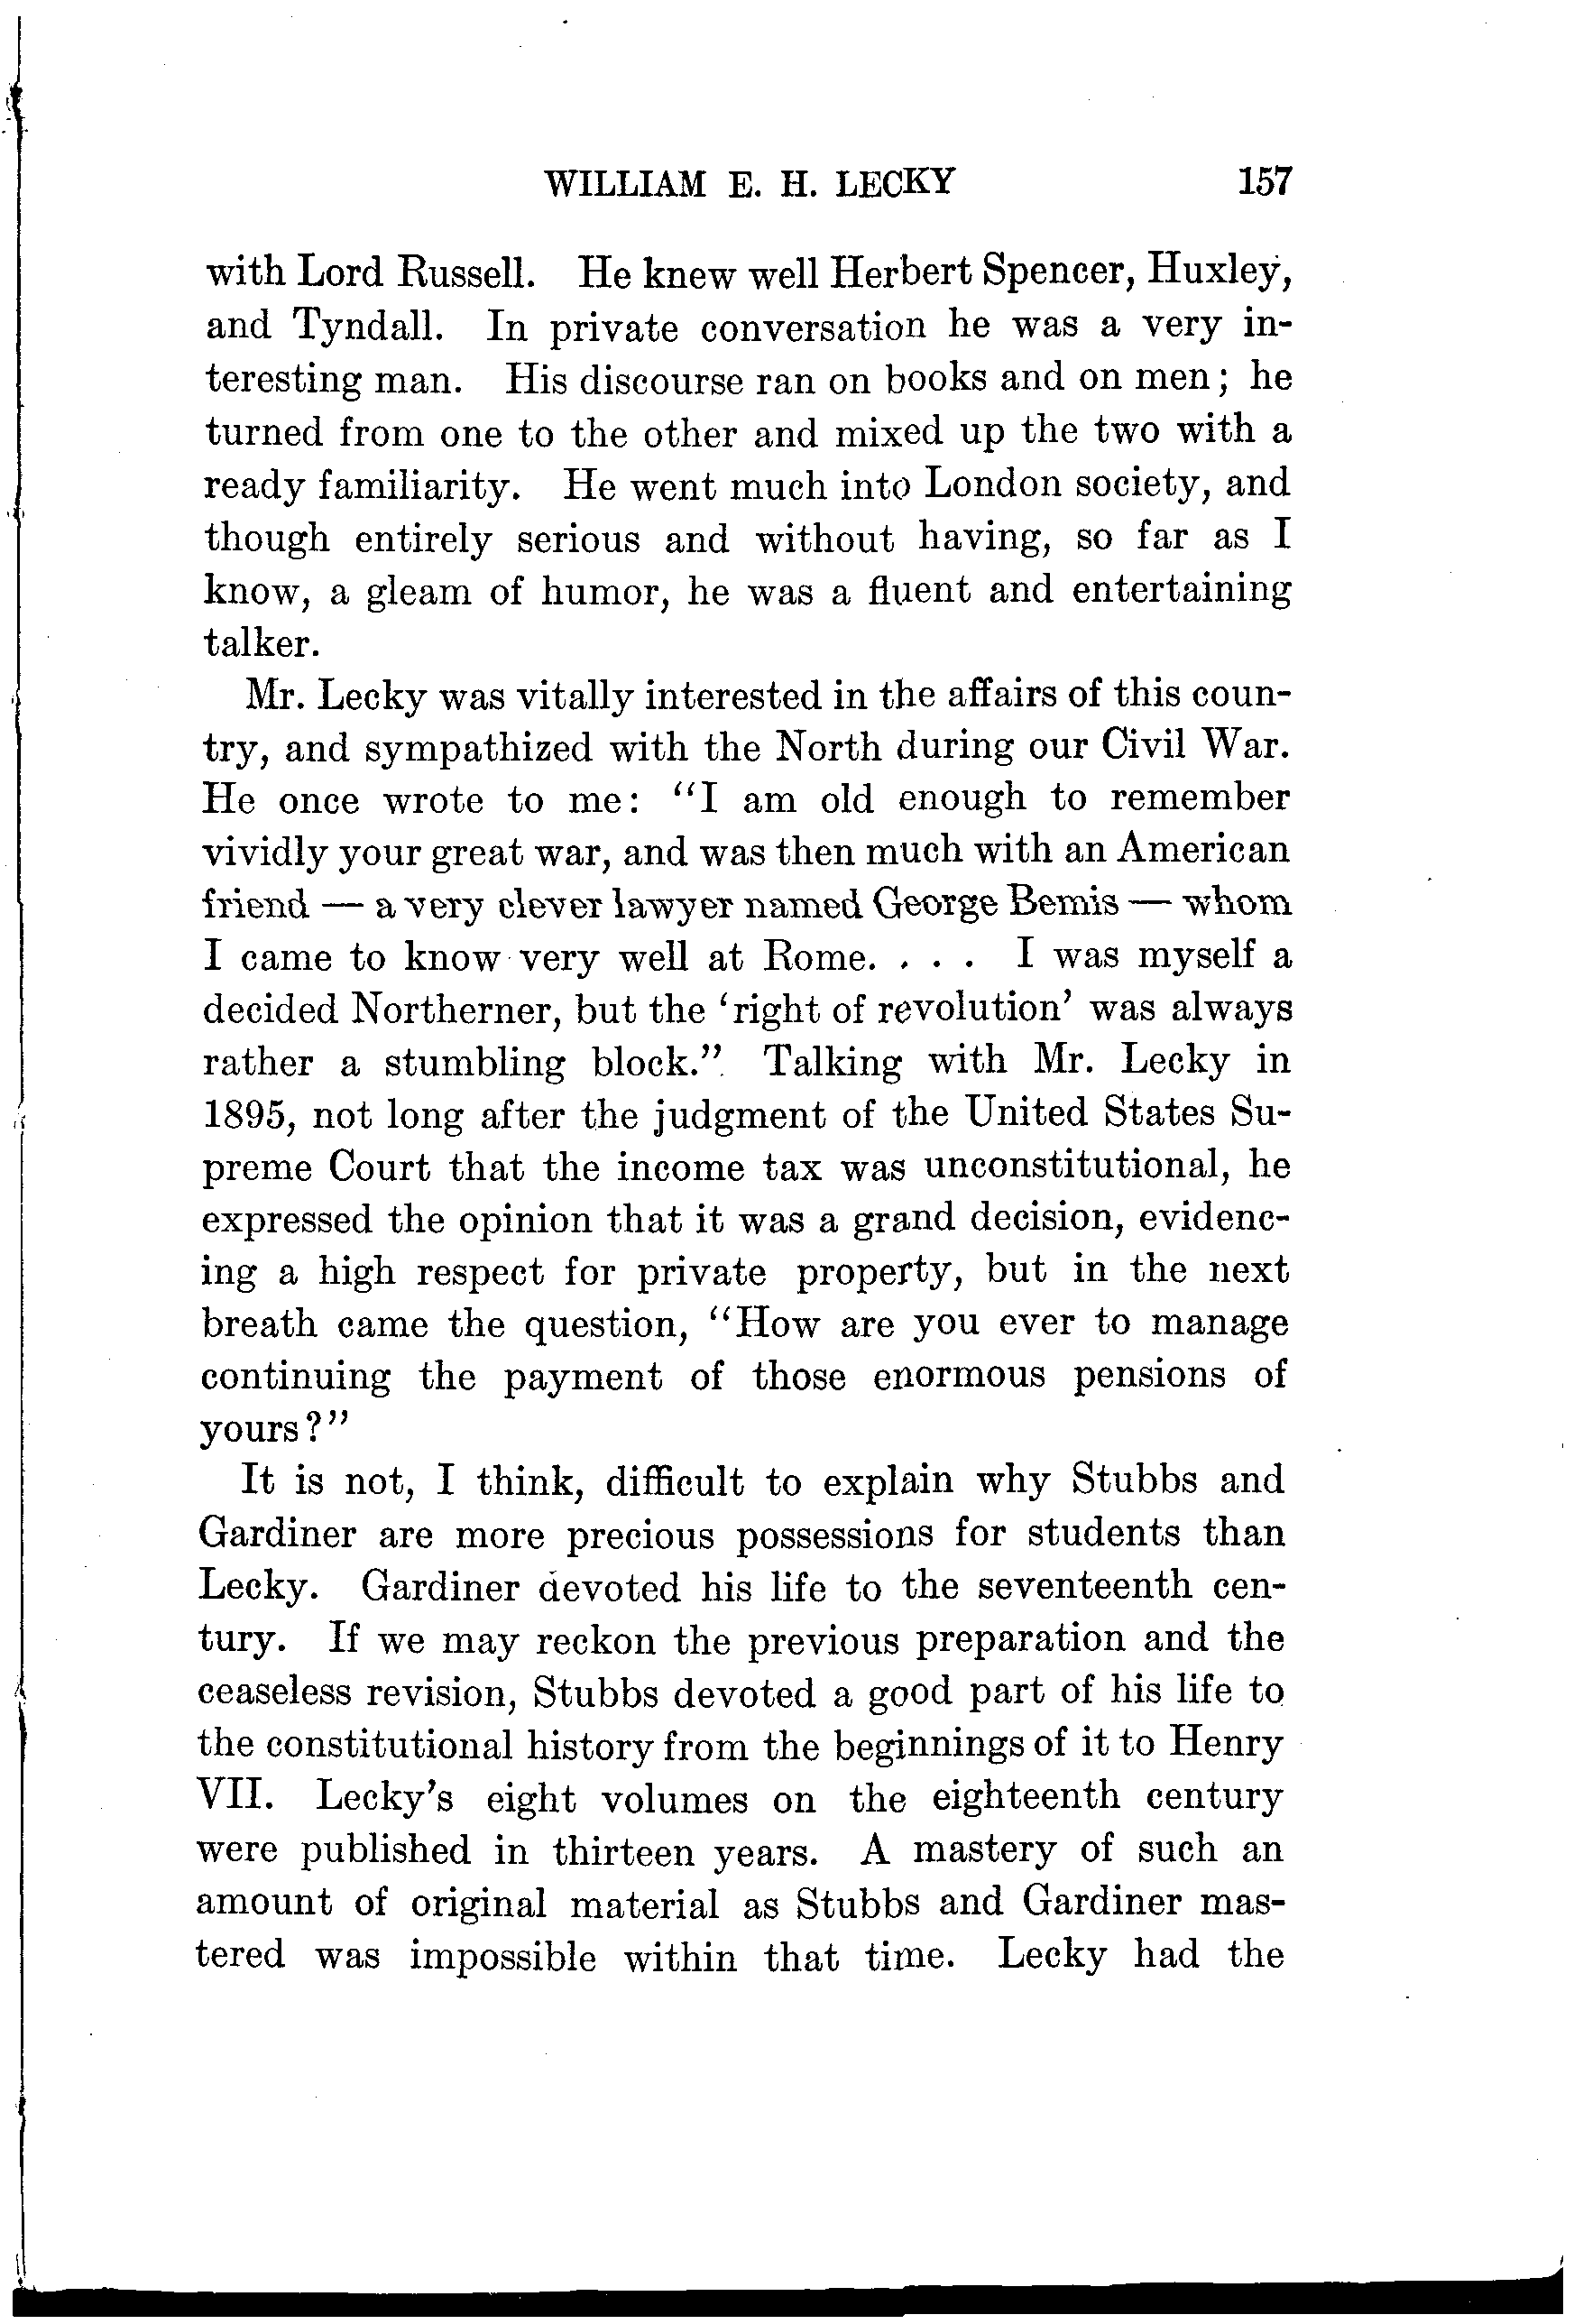 WILLIAM E. H. LECKY 157
with Lord Russell. He knew well Herbert Spencer, Huxley,
and Tyndall. In private conversation he was a very in-
teresting man. His discourse ran on books and on men; he
turned from one to the other and mixed up the two with a
ready familiarity. He went much into London society, and
though entirely serious and without having, so far as I
know, a gleam of humor, he was a fluent and entertaining
talker.
Mr. Lecky was vitally interested in the affairs of this coun-
try, and sympathized with the North during our Civil War.
He once wrote to me: "I am old enough to remember
vividly your great war, and was then much with an American
friend — a very clever lawyer named George Bemis — whom
I came to know very well at Rome. . . . I was myself a
decided Northerner, but the 'right of revolution' was always
rather a stumbling block." Talking with Mr. Lecky in
1895, not long after the judgment of the United States Su-
preme Court that the income tax was unconstitutional, he
expressed the opinion that it was a grand decision, evidenc-
ing a high respect for private property, but in the next
breath came the question, "How are you ever to manage
continuing the payment of those enormous pensions of
yours?"
It is not, I think, difficult to explain why Stubbs and
Gardiner are more precious possessions for students than
Lecky. Gardiner devoted his life to the seventeenth cen-
tury. If we may reckon the previous preparation and the
ceaseless revision, Stubbs devoted a good part of his life to
the constitutional history from the beginnings of it to Henry
VII. Lecky's eight volumes on the eighteenth century
were published in thirteen years. A mastery of such an
amount of original material as Stubbs and Gardiner mas-
tered was impossible within that time. Lecky had the